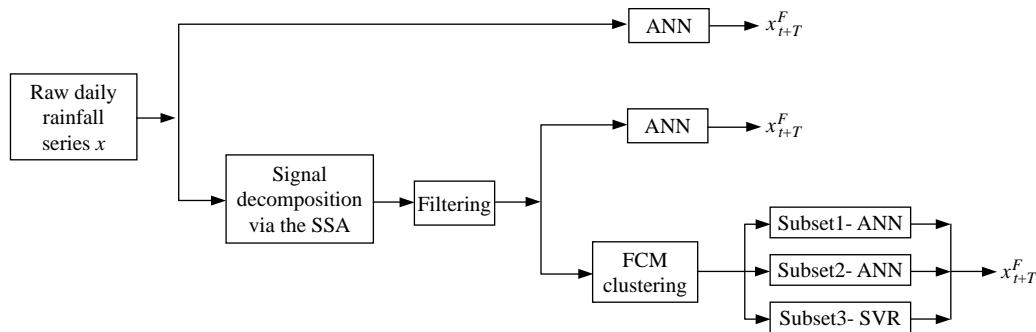 ANN
x^F_{t+T}
Raw daily
rainfall
series x
ANN
x^F_{t+T}
Signal
decomposition
via the SSA
Filtering
FCM
clustering
Subset1- ANN
Subset2- ANN
Subset3- SVR
x^F_{t+T}